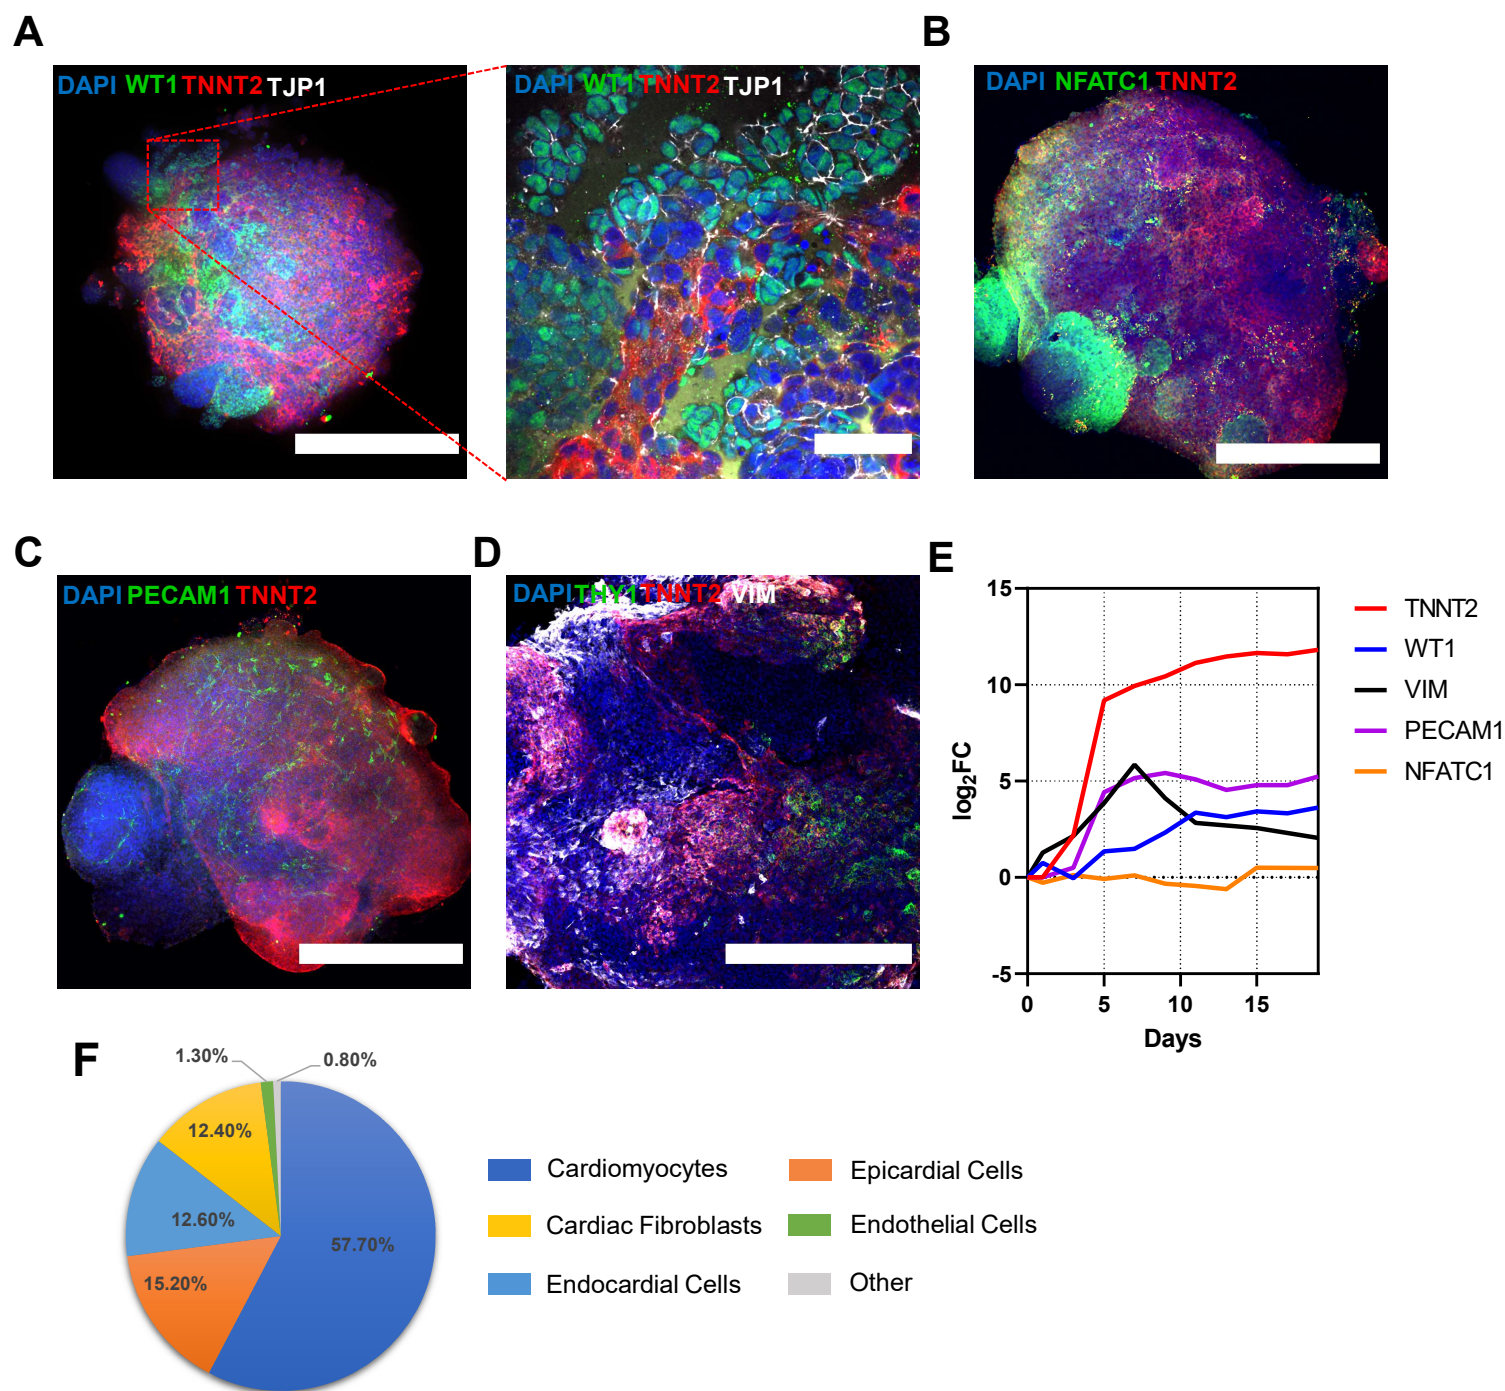 A
B
DAPI WT1 TNNT2 TJP1
DAPI WT1 TNNT2 TJP1
DAPI NFATC1 TNNT2
C
D
E
DAPI PECAM1 TNNT2
DAPI THY1 TNNT2 VIM
15
10
5
0
-5
log2FC
0 5 10 15
Days
TNNT2
WT1
VIM
PECAM1
NFATC1
F
1.30%
0.80%
12.40%
12.60%
57.70%
15.20%
Cardiomyocytes
Epicardial Cells
Cardiac Fibroblasts
Endothelial Cells
Endocardial Cells
Other